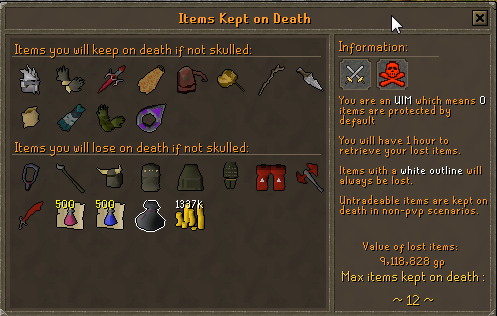 Items Kept on Death
Items you will keep on death if not skulled:
Items you will lose on death if not skulled:
500
500
1337k
Information:
You are an UIM which means 0
items are protected by
default
You will have 1 hour to
retrieve your lost items.
Items with a white outline will
always be lost.
Untradeable items are kept on
death in non-pvp scenarios.
Value of lost items:
9,118,828 gp
Max items kept on death :
~ 12 ~